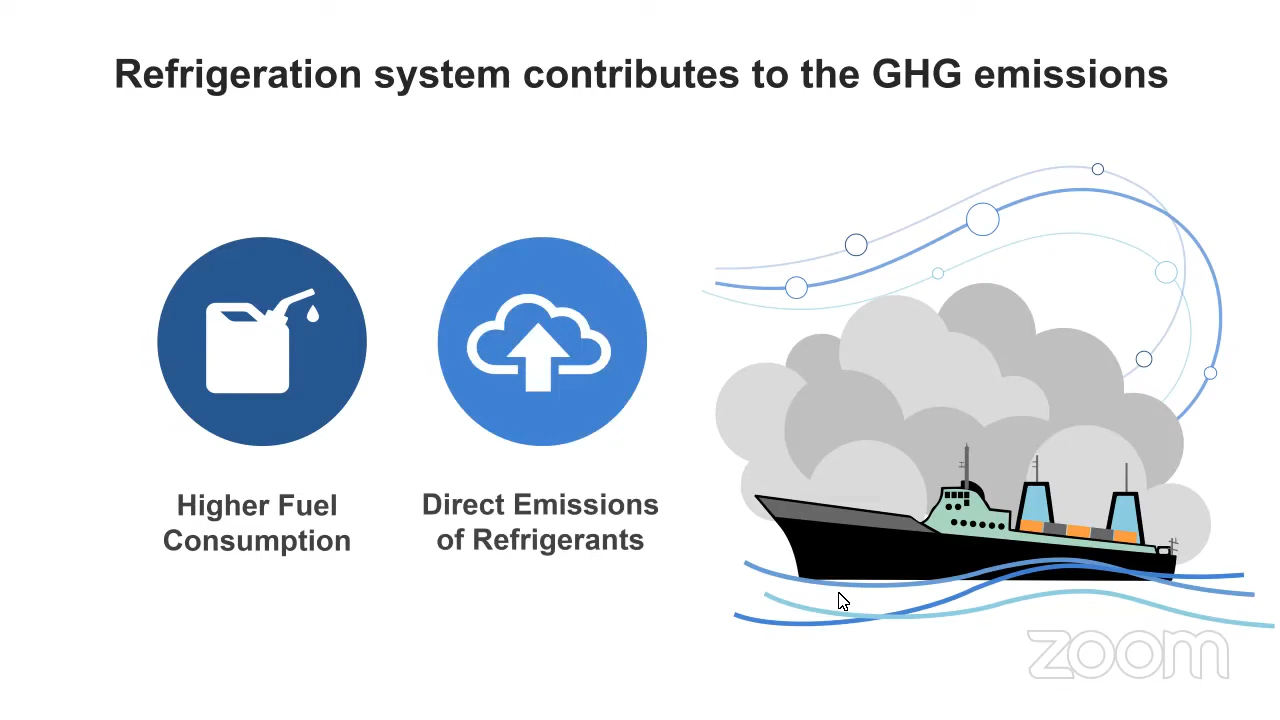 Refrigeration system contributes to the GHG emissions
Higher Fuel
Consumption
Direct Emissions
of Refrigerants
zoom